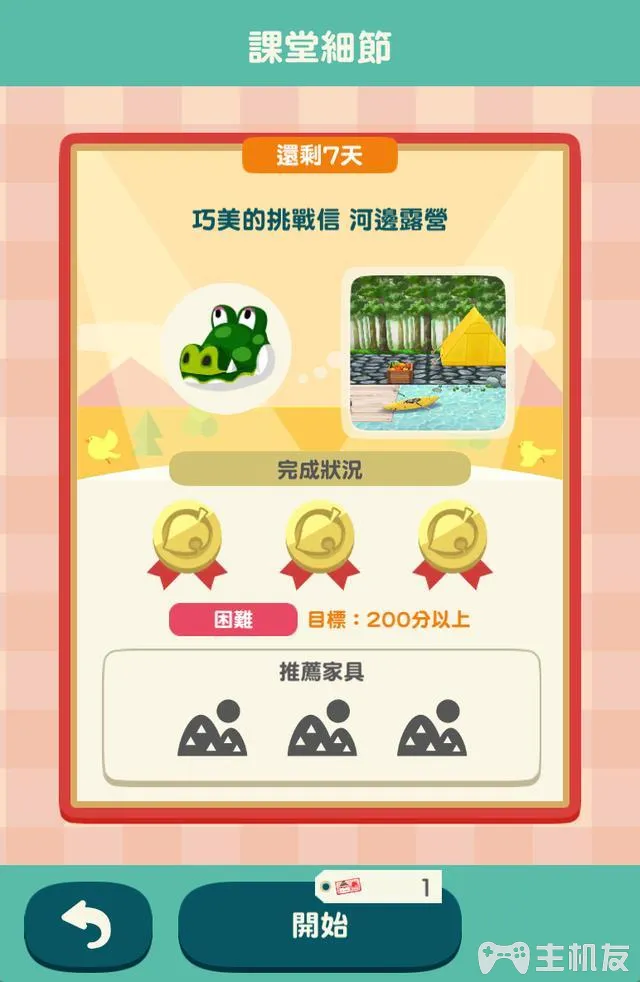 課堂細節
還剩7天
巧美的挑戰信 河邊露營
完成狀況
困難 目標：200分以上
推薦家具
1
開始
主机友